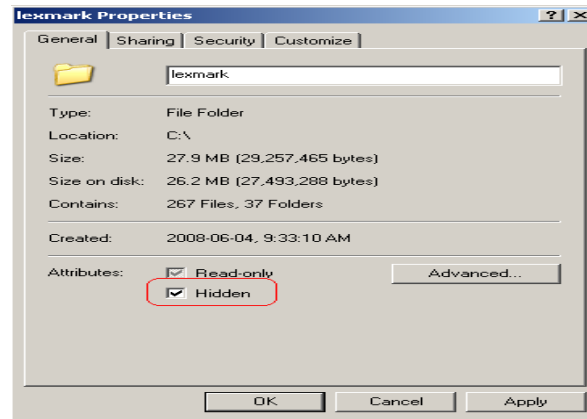 lexmark Properties
General Sharing Security Customize
lexmark
Type: File Folder
Location: C:\
Size: 27.9 MB (29,257,465 bytes)
Size on disk: 26.2 MB (27,493,288 bytes)
Contains: 267 Files, 37 Folders
Created: 2008-06-04, 9:33:10 AM
Attributes: Read-only Advanced...
Hidden
OK Cancel Apply